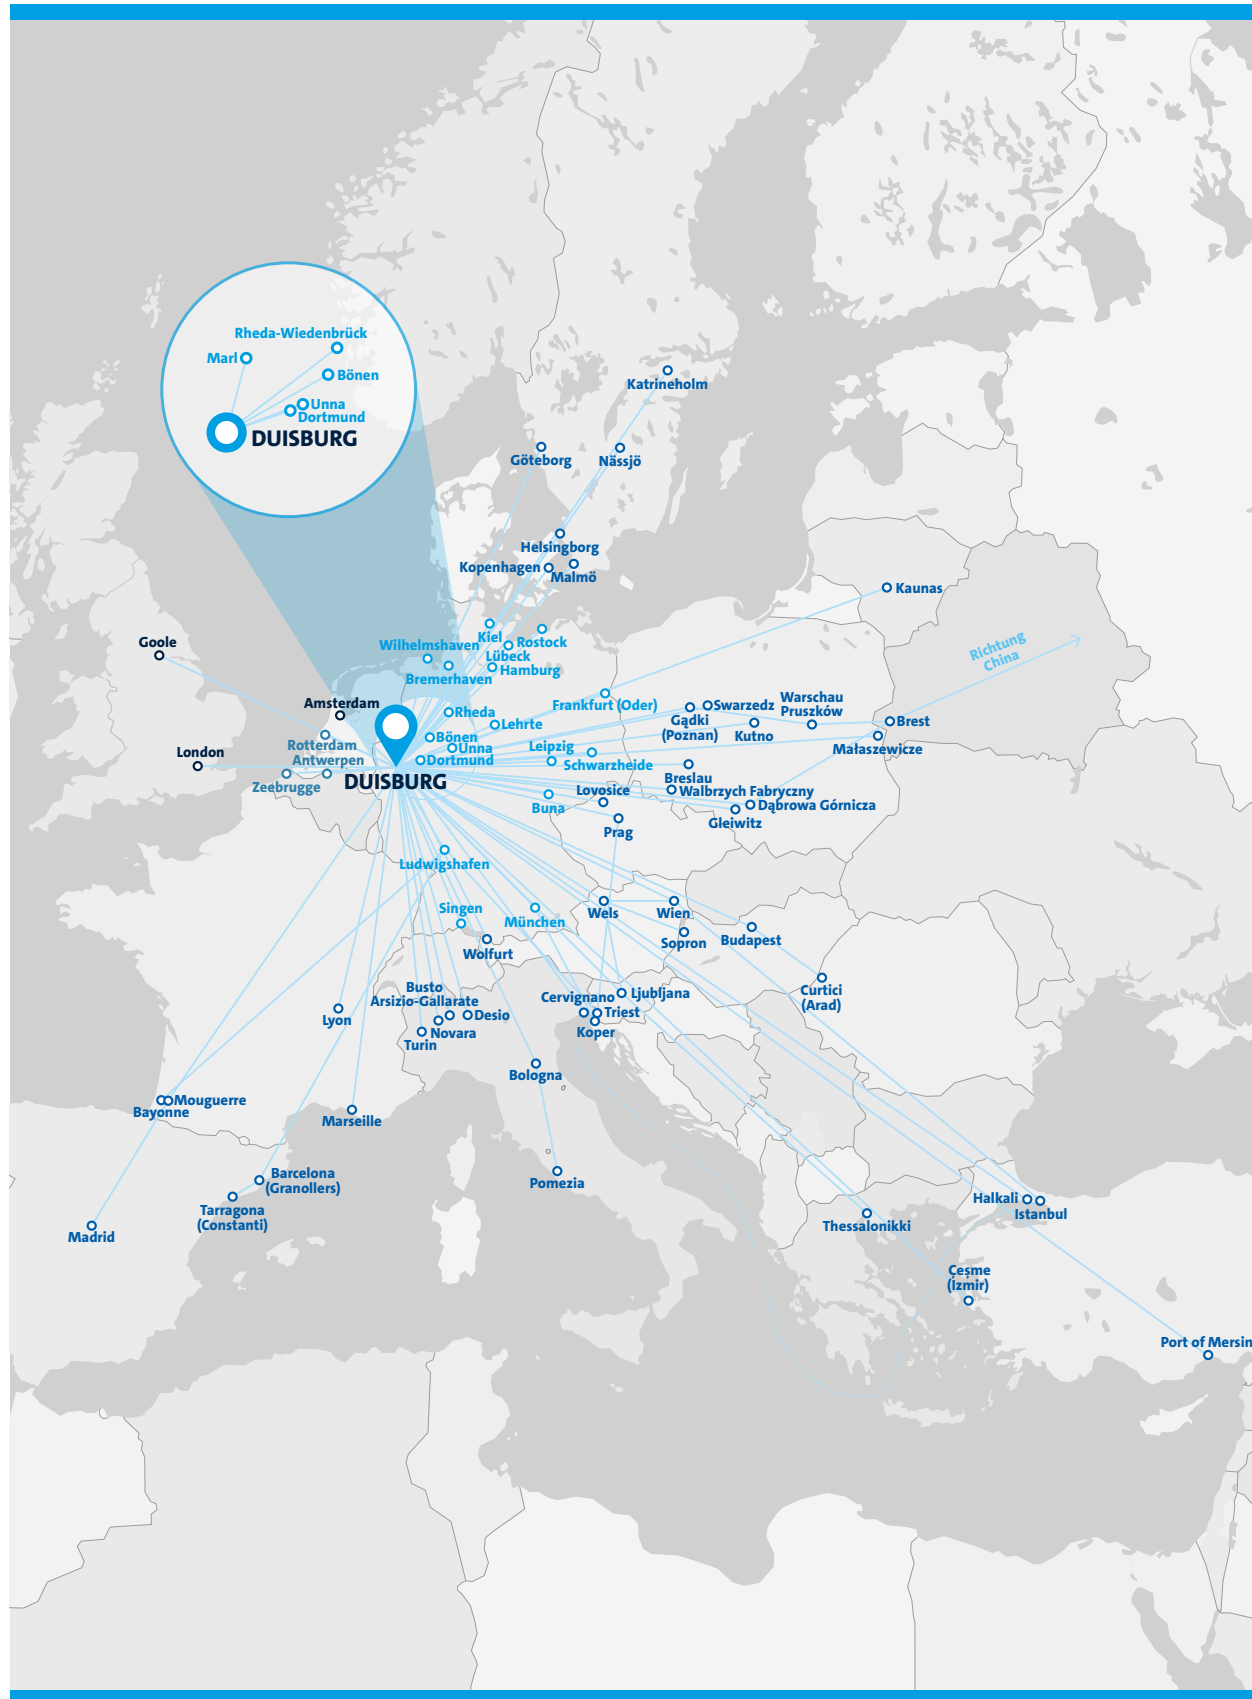 Rheda-Wiedenbrück
Marl
Bönen
Unna
Dortmund
DUISBURG
Katrineholm
Göteborg
Nässjö
Helsingborg
Kopenhagen
Malmö
Kaunas
Richtung
China
Goole
Wilhelmshaven
Kiel
Rostock
Lübeck
Hamburg
Bremerhaven
Amsterdam
Rheda
Lehrte
Frankfurt (Oder)
Swarzedz
Gądki
(Poznan)
Kutno
Warschau
Pruszków
Brest
Małaszewicze
London
Rotterdam
Antwerpen
Zeebrugge
Bönen
Unna
Dortmund
DUISBURG
Leipzig
Schwarzheide
Breslau
Walbrzych Fabryczny
Dąbrowa Górnicza
Gleiwitz
Buna
Lovosice
Prag
Ludwigshafen
Singen
München
Wolfurt
Wels
Wien
Sopron
Budapest
Curtici
(Arad)
Busto
Arsizio-Gallarate
Desio
Novara
Turin
Lyon
Cervignano
Ljubljana
Triest
Koper
Bologna
Mouguerre
Bayonne
Marseille
Barcelona
(Granollers)
Tarragona
(Constanti)
Madrid
Pomezia
Halkali
Istanbul
Thessalonikki
Çeşme
(İzmir)
Port of Mersin